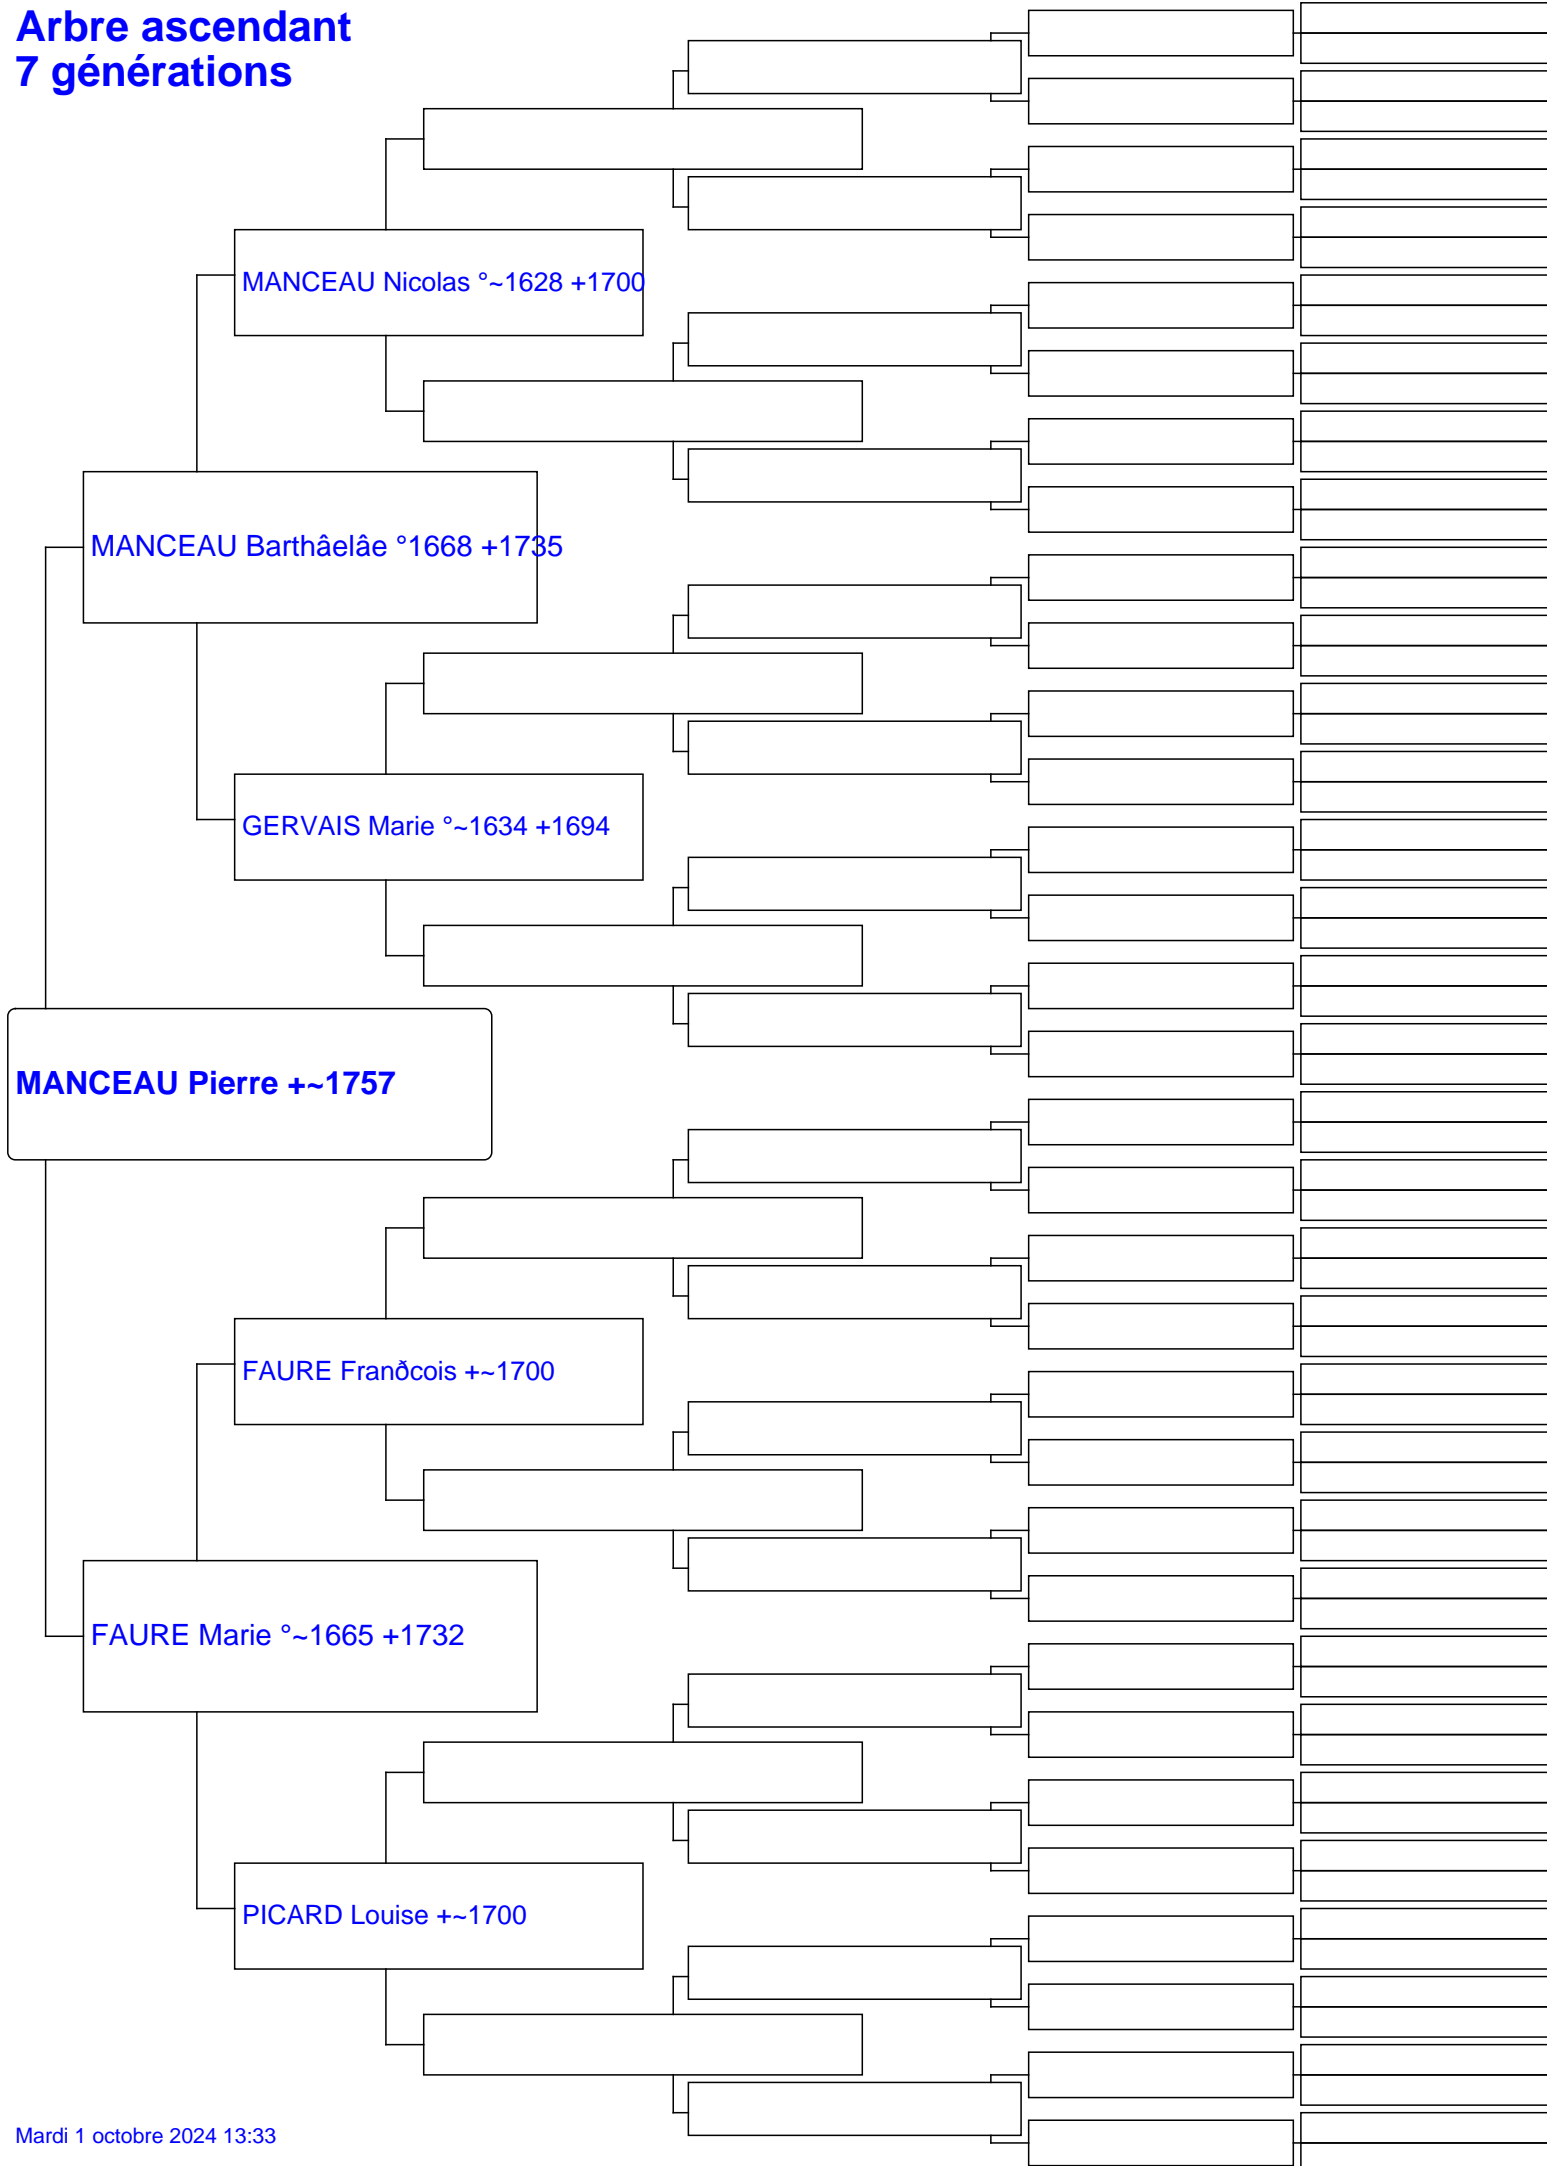 Arbre ascendant
7 générations
MANCEAU Nicolas °~1628 +1700
MANCEAU Barthâelâe °1668 +1735
GERVAIS Marie °~1634 +1694
MANCEAU Pierre +~1757
FAURE Franðcois +~1700
FAURE Marie °~1665 +1732
PICARD Louise +~1700
Mardi 1 octobre 2024 13:33